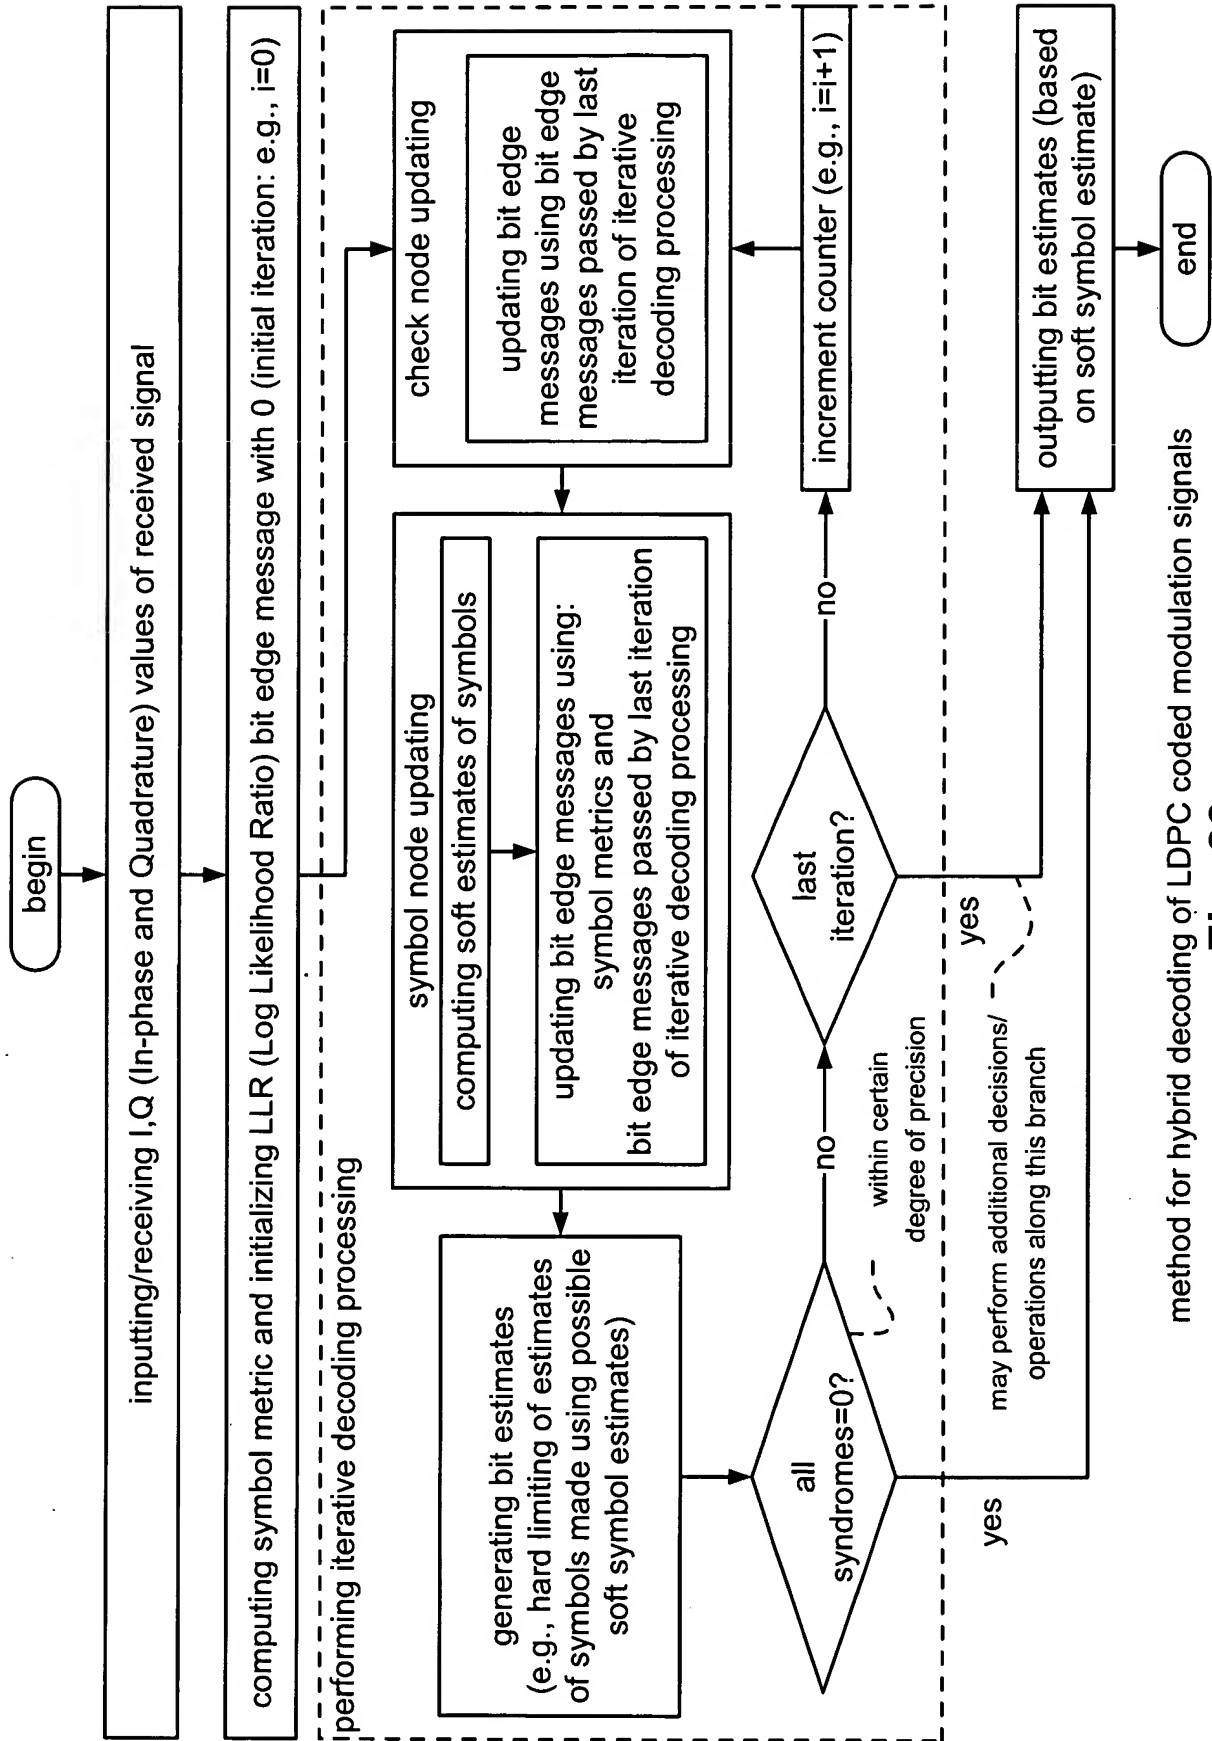 begin
inputting/receiving I,Q (In-phase and Quadrature) values of received signal
computing symbol metric and initializing LLR (Log Likelihood Ratio) bit edge message with 0 (initial iteration: e.g., i=0)
performing iterative decoding processing
check node updating
updating bit edge
messages using bit edge
messages passed by last
iteration of iterative
decoding processing
symbol node updating
computing soft estimates of symbols
updating bit edge messages using:
symbol metrics and
bit edge messages passed by last iteration
of iterative decoding processing
generating bit estimates
(e.g., hard limiting of estimates
of symbols made using possible
soft symbol estimates)
all
syndromes=0?
within certain
degree of precision
no
yes
last
iteration?
no
yes
may perform additional decisions/
operations along this branch
increment counter (e.g., i=i+1)
outputting bit estimates (based
on soft symbol estimate)
end
method for hybrid decoding of LDPC coded modulation signals